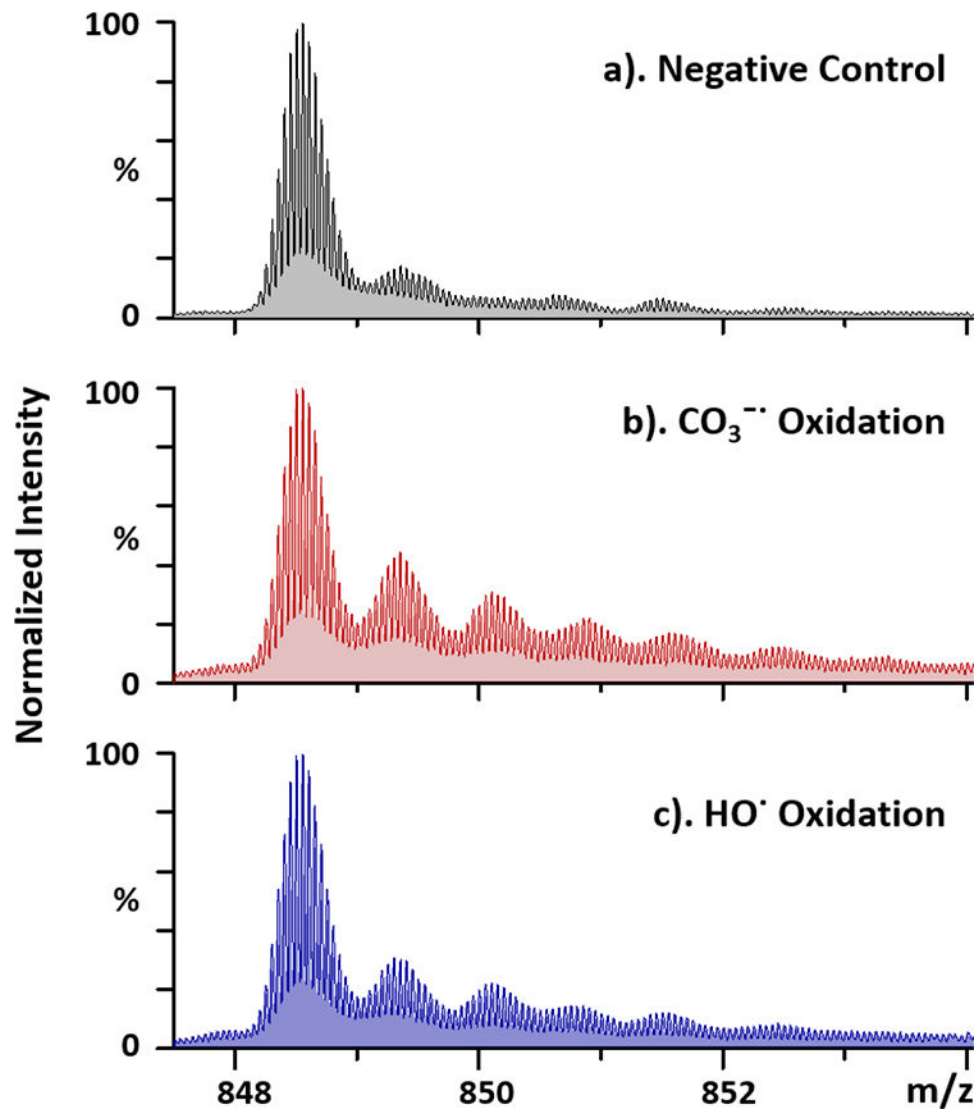 100
a). Negative Control
%
0
Normalized Intensity
100
b). CO₃⁻· Oxidation
%
0
100
c). HO· Oxidation
%
0
848 850 852 m/z